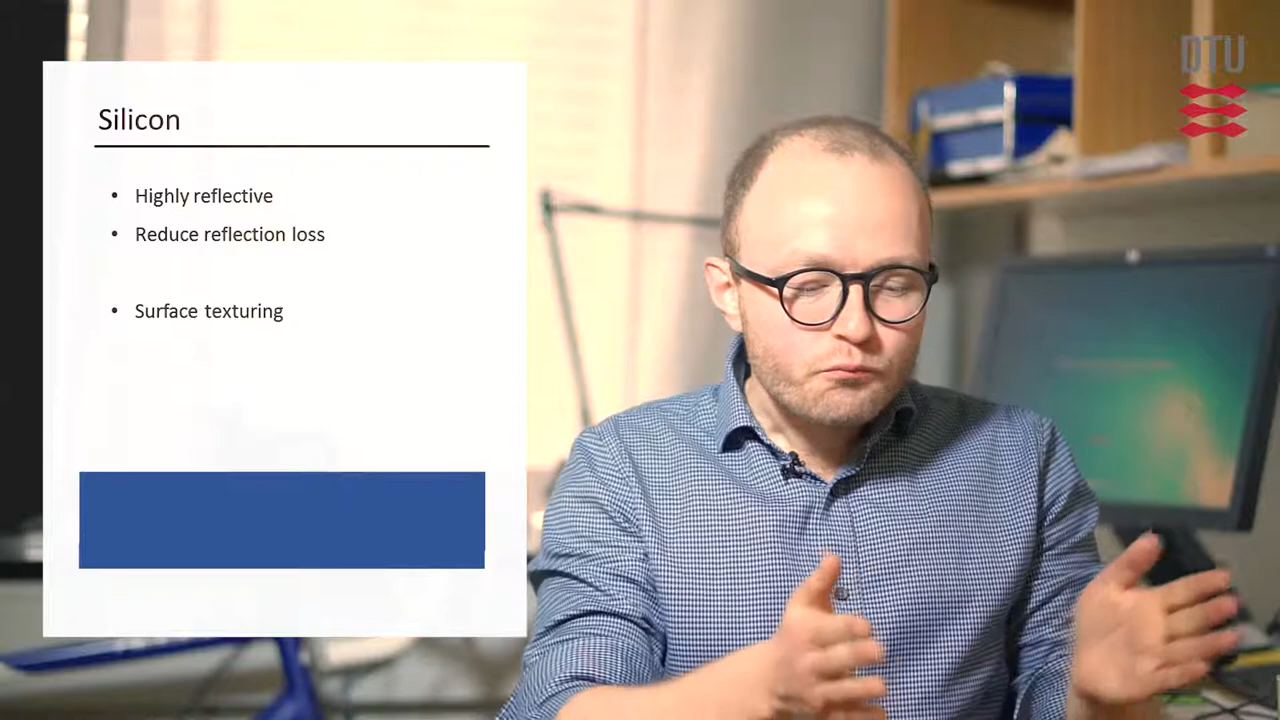 Silicon
• Highly reflective
• Reduce reflection loss
• Surface texturing
DTU